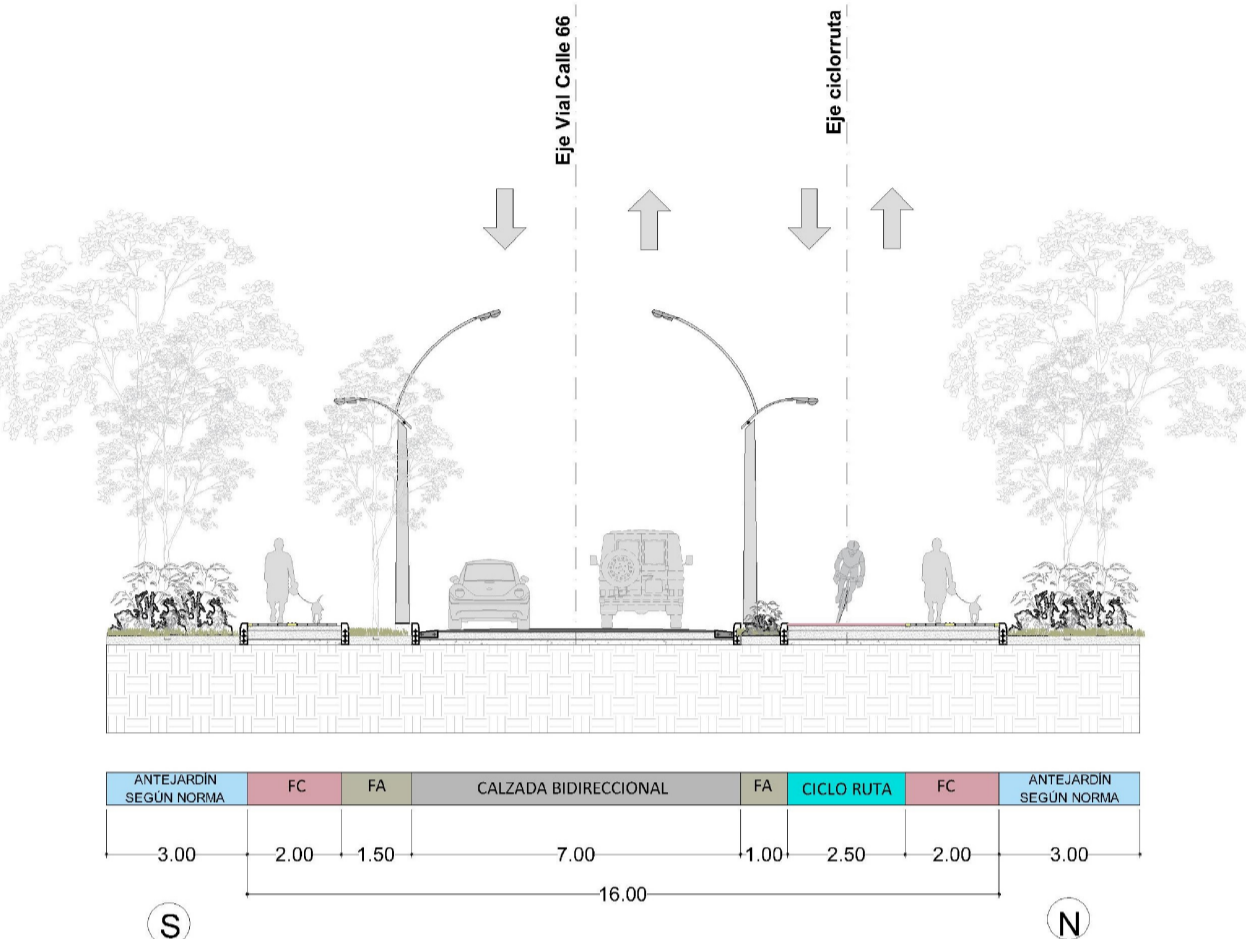 Eje Vial Calle 66
Eje ciclorruta
ANTEJARDÍN
SEGÚN NORMA
FC
FA
CALZADA BIDIRECCIONAL
FA
CICLO RUTA
FC
ANTEJARDÍN
SEGÚN NORMA
3.00
2.00
1.50
7.00
1.00
2.50
2.00
3.00
16.00
S
N